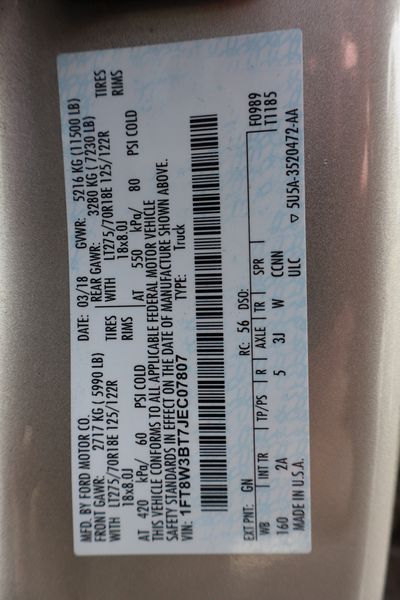 MFD. BY FORD MOTOR CO. DATE: 03/18 GVWR: 5216 KG (11500 LB)
FRONT GAWR: 2717 KG (5990 LB) REAR GAWR: 3280 KG (7230 LB)
WITH LT275/70R18E 125/122R TIRES WITH LT275/70R18E 125/122R TIRES
18x8.0J RIMS 18x8.0J RIMS
AT 420 kPa/ 60 PSI COLD AT 550 kPa/ 80 PSI COLD
THIS VEHICLE CONFORMS TO ALL APPLICABLE FEDERAL MOTOR VEHICLE
SAFETY STANDARDS IN EFFECT ON THE DATE OF MANUFACTURE SHOWN ABOVE.
VIN: 1FT8W3BT7JEC07807 TYPE: Truck
EXT PNT: GN RC: 56 DSO: F0989
WB INT TR TP/PS R AXLE TR SPR T1185
160 2A 5 3J W CCNN
MADE IN U.S.A. ULC ▽ 5U5A-3520472-AA